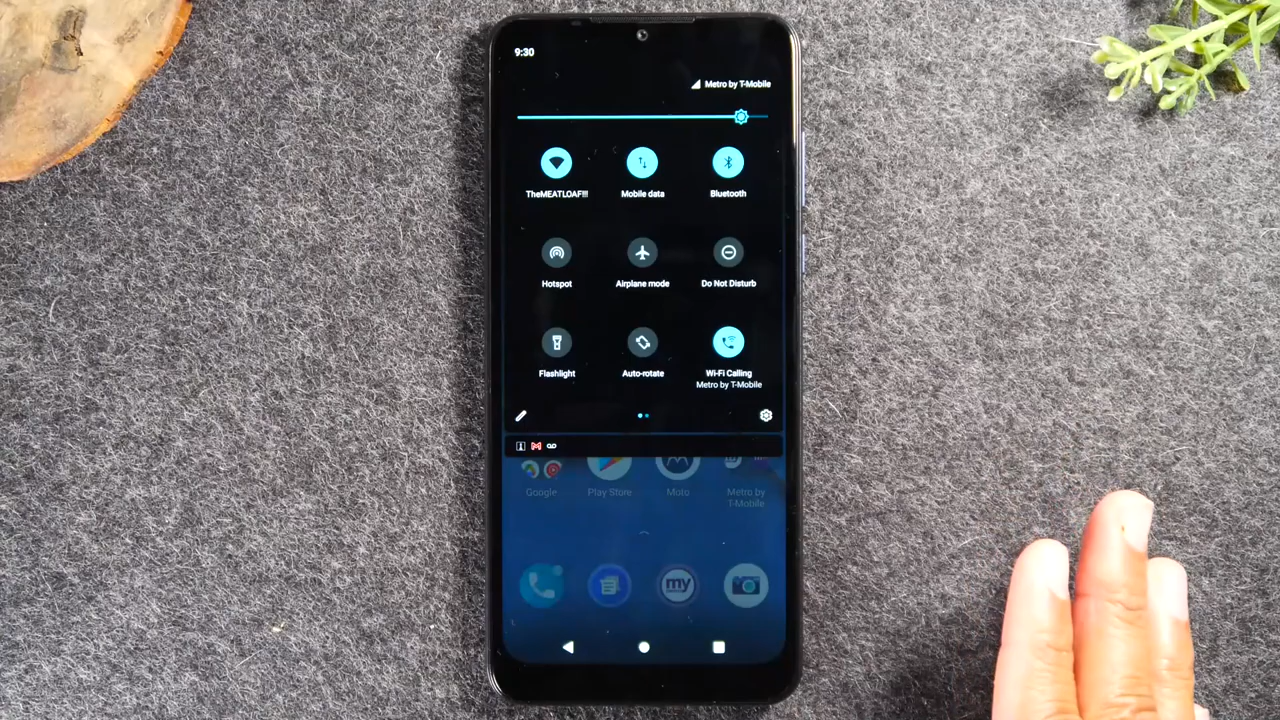 9:30
Metro by T-Mobile
TheMEATLOAF!!!
Mobile data
Bluetooth
Hotspot
Airplane mode
Do Not Disturb
Flashlight
Auto-rotate
Wi-Fi Calling
Metro by T-Mobile
Google
Play Store
Moto
Metro by
T-Mobile
my